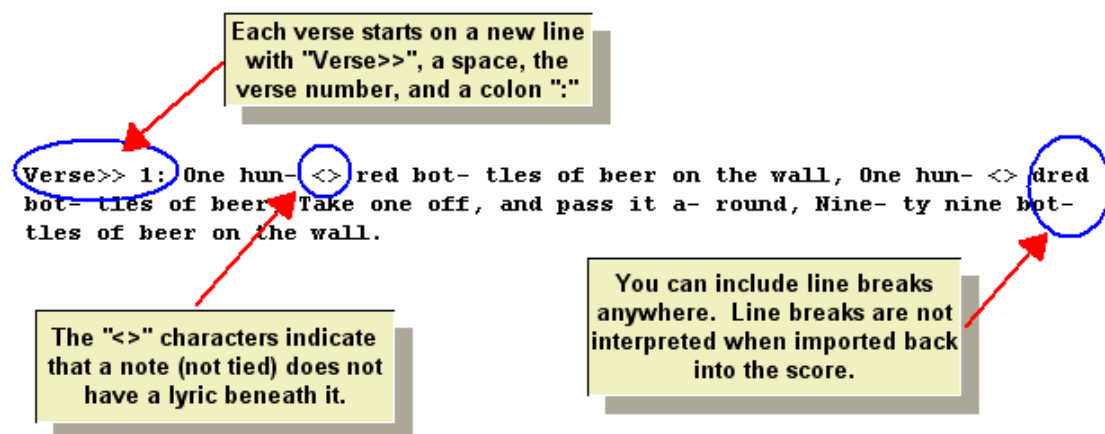 Each verse starts on a new line
with "Verse>>", a space, the
verse number, and a colon ":"
Verse>> 1: One hun- <> red bot- tles of beer on the wall, One hun- <> dred
bot- tles of beer, Take one off, and pass it a- round, Nine- ty nine bot-
tles of beer on the wall.
The "<>" characters indicate
that a note (not tied) does not
have a lyric beneath it.
You can include line breaks
anywhere.  Line breaks are not
interpreted when imported back
into the score.